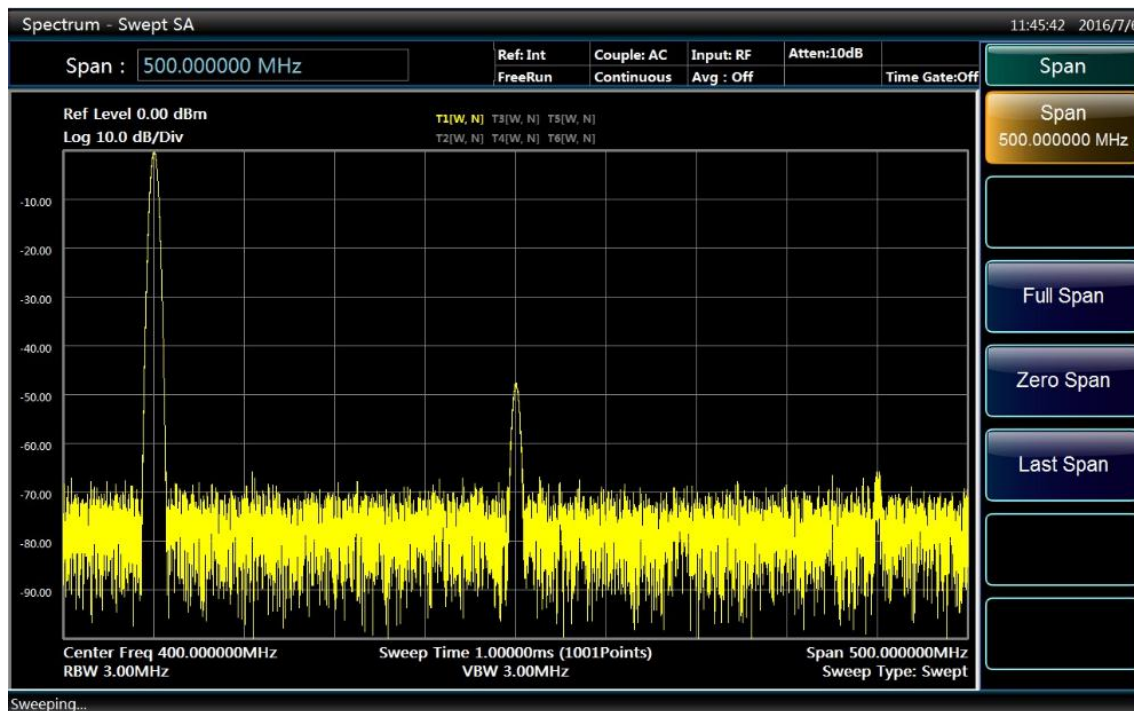 Spectrum - Swept SA
11:45:42 2016/7/6
Span : 500.000000 MHz
Ref: Int
Couple: AC
Input: RF
Atten:10dB
FreeRun
Continuous
Avg : Off
Time Gate:Off
Span
Ref Level 0.00 dBm
Log 10.0 dB/Div
T1[W, N] T3[W, N] T5[W, N]
T2[W, N] T4[W, N] T6[W, N]
Span
500.000000 MHz
-10.00
-20.00
-30.00
Full Span
-40.00
Zero Span
-50.00
-60.00
Last Span
-70.00
-80.00
-90.00
Center Freq 400.000000MHz
Sweep Time 1.00000ms (1001Points)
Span 500.000000MHz
RBW 3.00MHz
VBW 3.00MHz
Sweep Type: Swept
Sweeping...